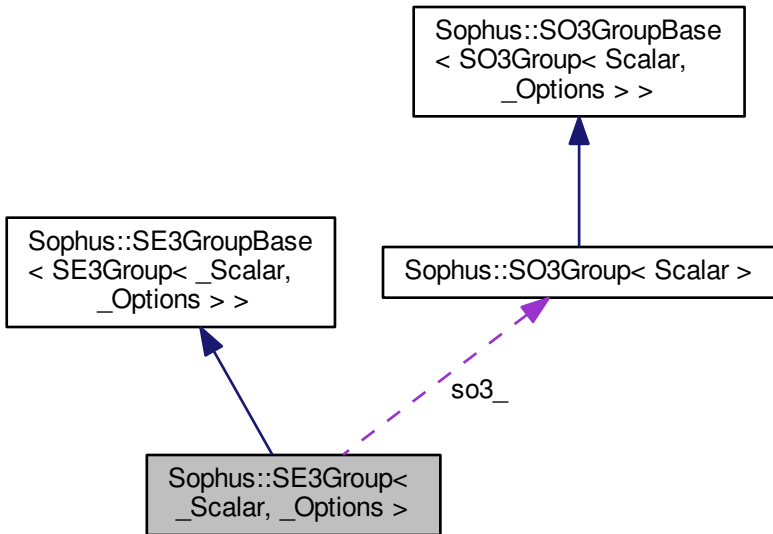 Sophus::SO3GroupBase
< SO3Group< Scalar,
_Options > >
Sophus::SE3GroupBase
< SE3Group< _Scalar,
_Options > >
Sophus::SO3Group< Scalar >
so3_
Sophus::SE3Group<
_Scalar, _Options >